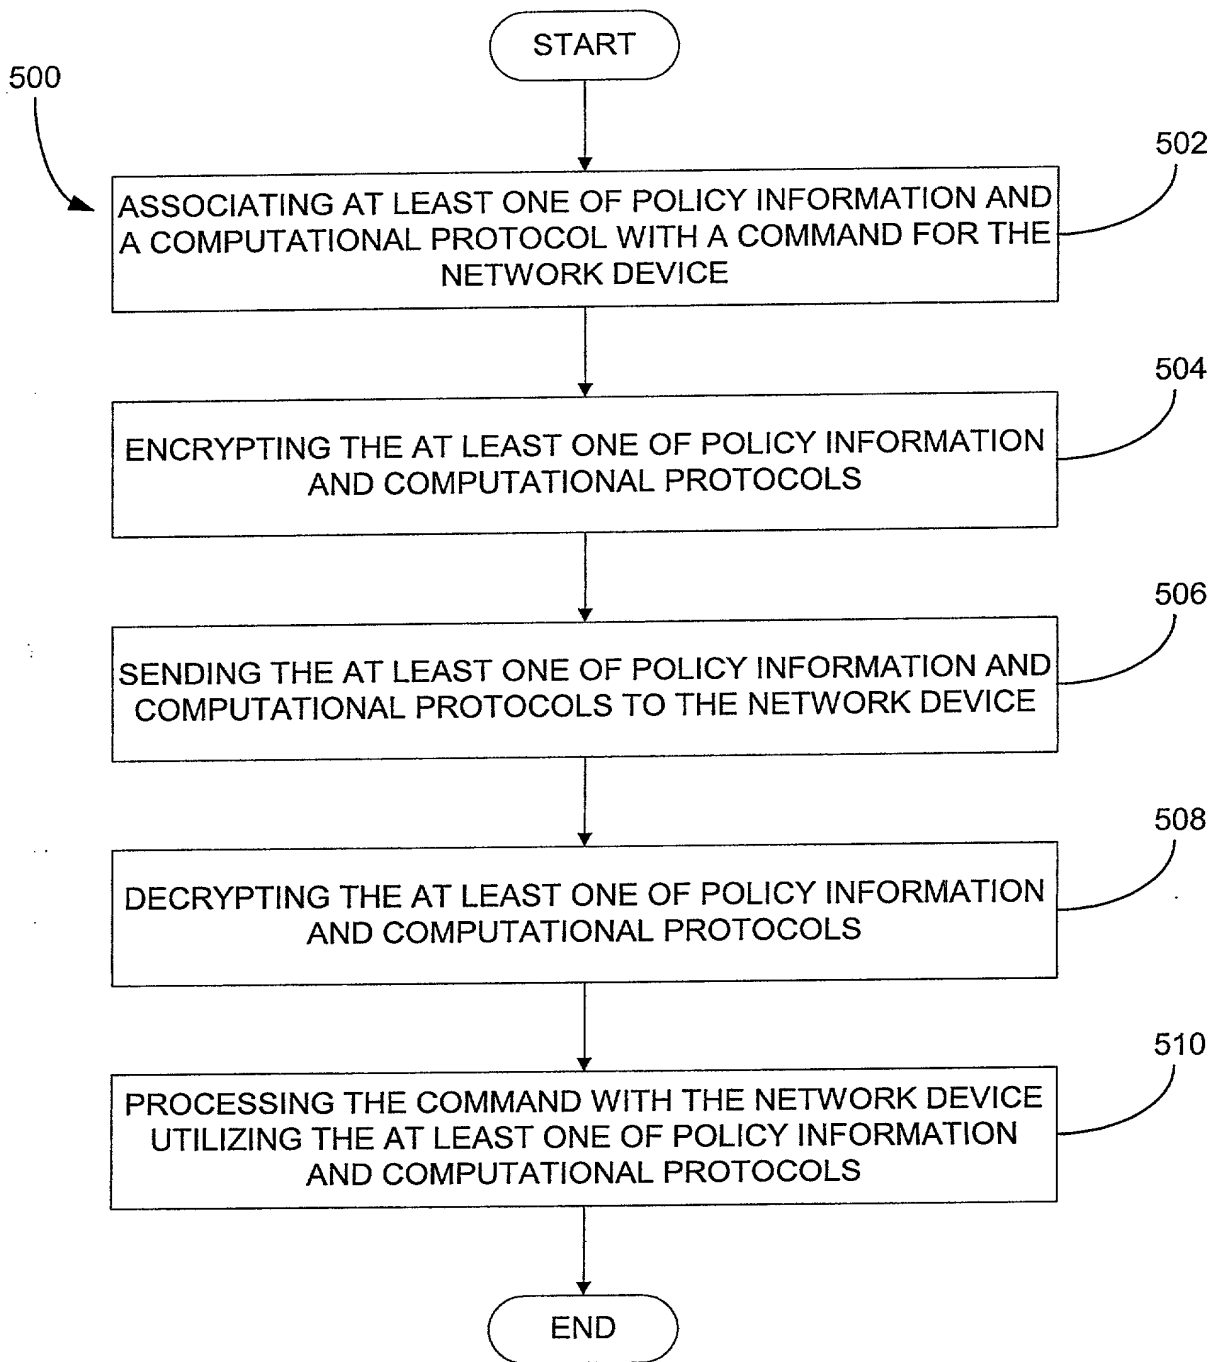 START
500
502
ASSOCIATING AT LEAST ONE OF POLICY INFORMATION AND
A COMPUTATIONAL PROTOCOL WITH A COMMAND FOR THE
NETWORK DEVICE
504
ENCRYPTING THE AT LEAST ONE OF POLICY INFORMATION
AND COMPUTATIONAL PROTOCOLS
506
SENDING THE AT LEAST ONE OF POLICY INFORMATION AND
COMPUTATIONAL PROTOCOLS TO THE NETWORK DEVICE
508
DECRYPTING THE AT LEAST ONE OF POLICY INFORMATION
AND COMPUTATIONAL PROTOCOLS
510
PROCESSING THE COMMAND WITH THE NETWORK DEVICE
UTILIZING THE AT LEAST ONE OF POLICY INFORMATION
AND COMPUTATIONAL PROTOCOLS
END